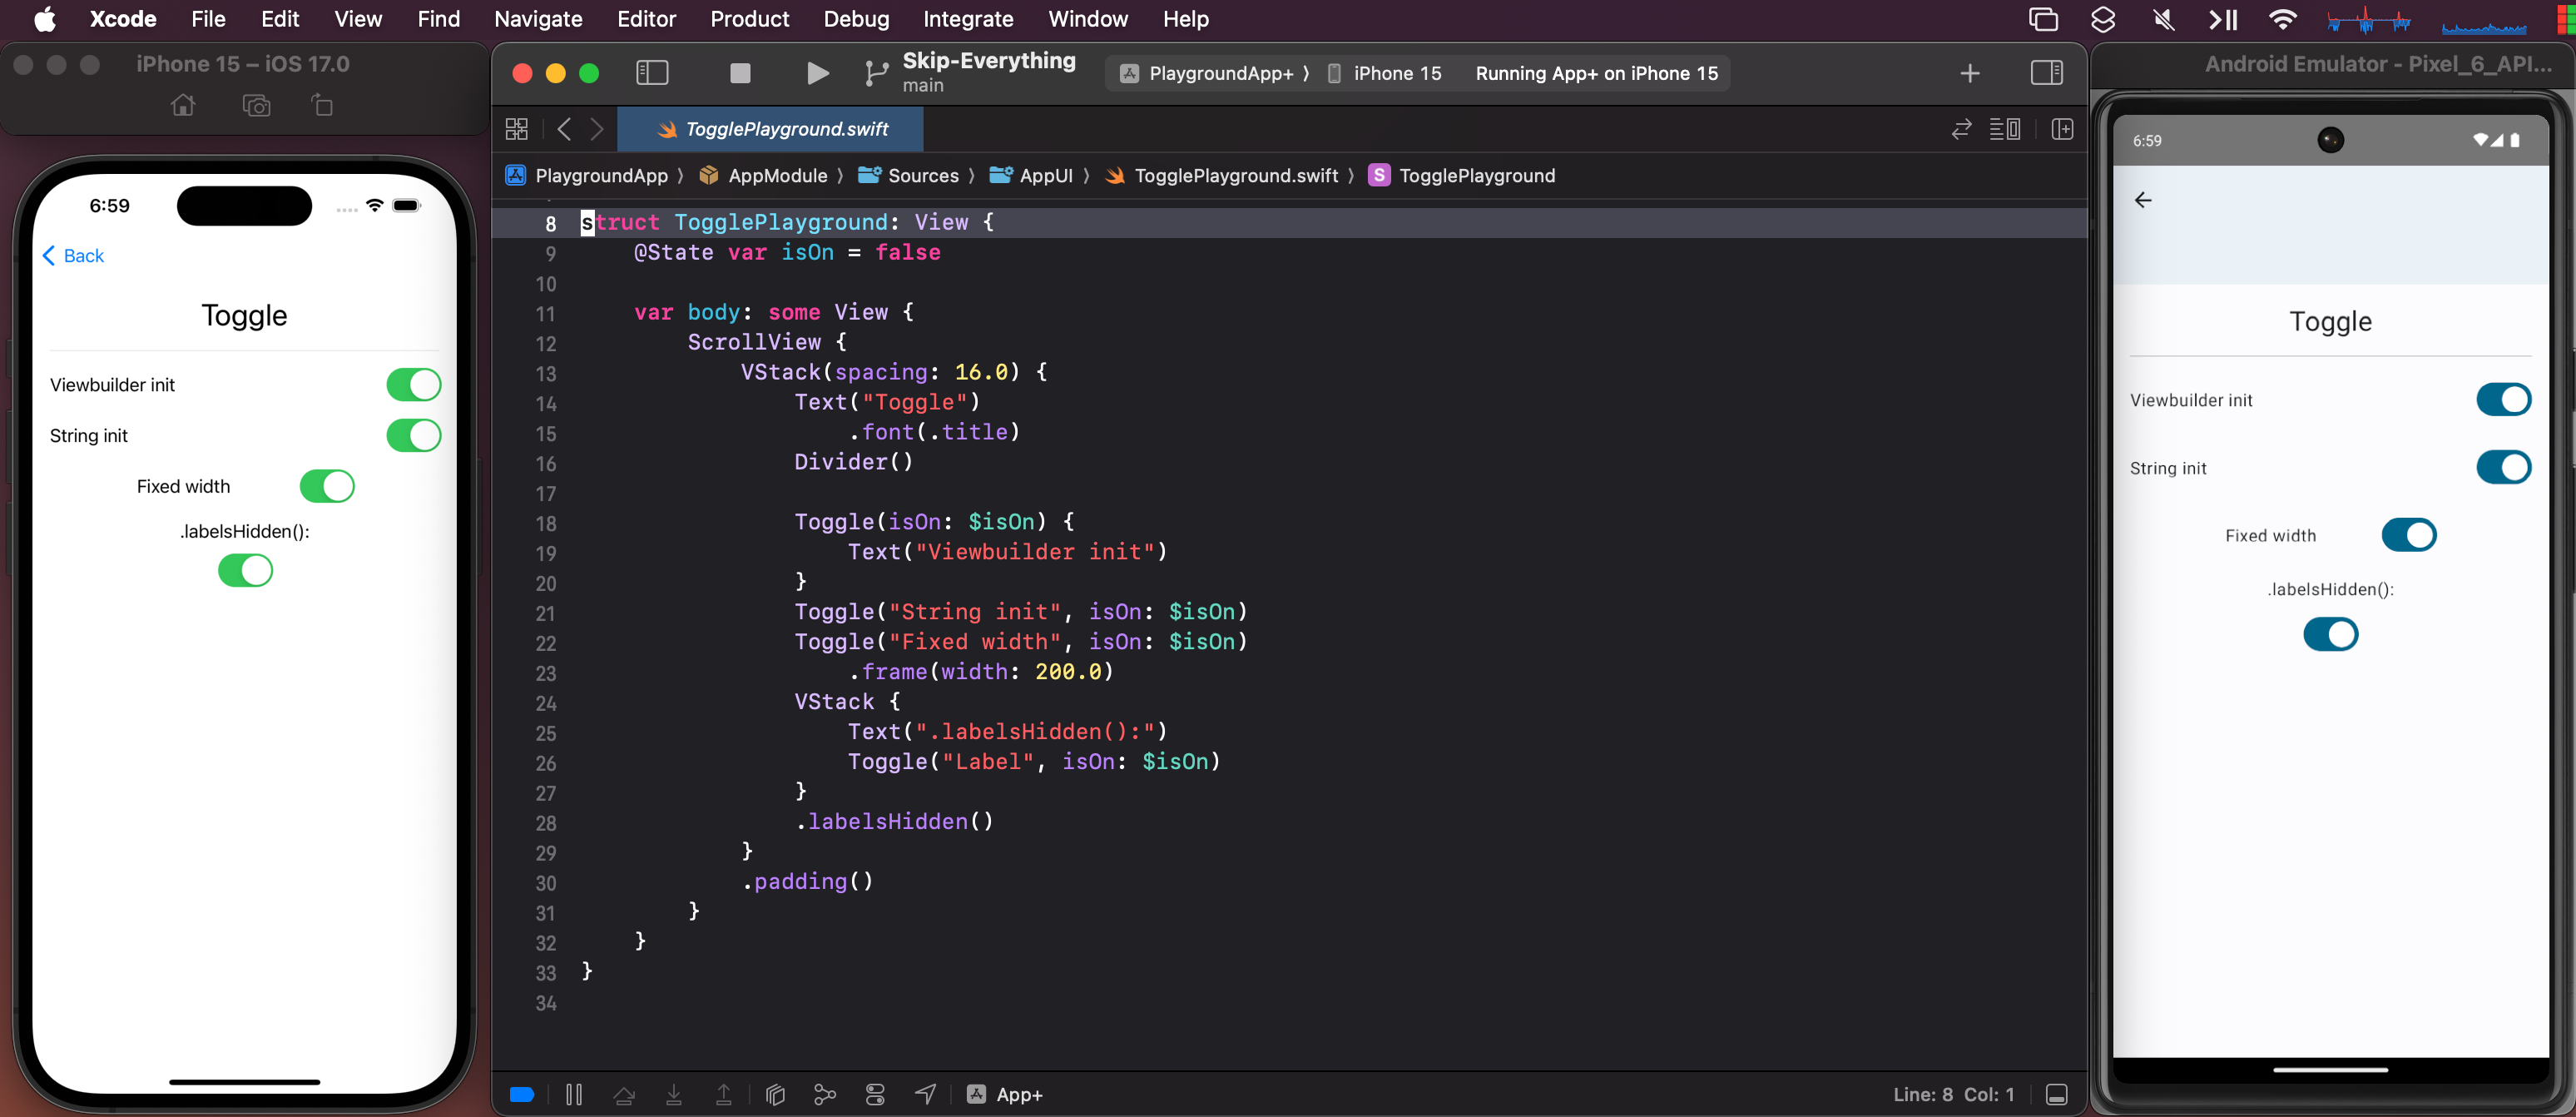 Xcode File Edit View Find Navigate Editor Product Debug Integrate Window Help
iPhone 15 – iOS 17.0
6:59
Back
Toggle
Viewbuilder init
String init
Fixed width
.labelsHidden():
Skip-Everything
main
PlaygroundApp+ ⟩ iPhone 15 Running App+ on iPhone 15
TogglePlayground.swift
PlaygroundApp ⟩ AppModule ⟩ Sources ⟩ AppUI ⟩ TogglePlayground.swift ⟩ S TogglePlayground
8 struct TogglePlayground: View {
9     @State var isOn = false
10
11     var body: some View {
12         ScrollView {
13             VStack(spacing: 16.0) {
14                 Text("Toggle")
15                     .font(.title)
16                 Divider()
17
18                 Toggle(isOn: $isOn) {
19                     Text("Viewbuilder init")
20                 }
21                 Toggle("String init", isOn: $isOn)
22                 Toggle("Fixed width", isOn: $isOn)
23                     .frame(width: 200.0)
24                 VStack {
25                     Text(".labelsHidden():")
26                     Toggle("Label", isOn: $isOn)
27                 }
28                 .labelsHidden()
29             }
30             .padding()
31         }
32     }
33 }
34
App+
Line: 8 Col: 1
Android Emulator - Pixel_6_API...
6:59
Toggle
Viewbuilder init
String init
Fixed width
.labelsHidden():